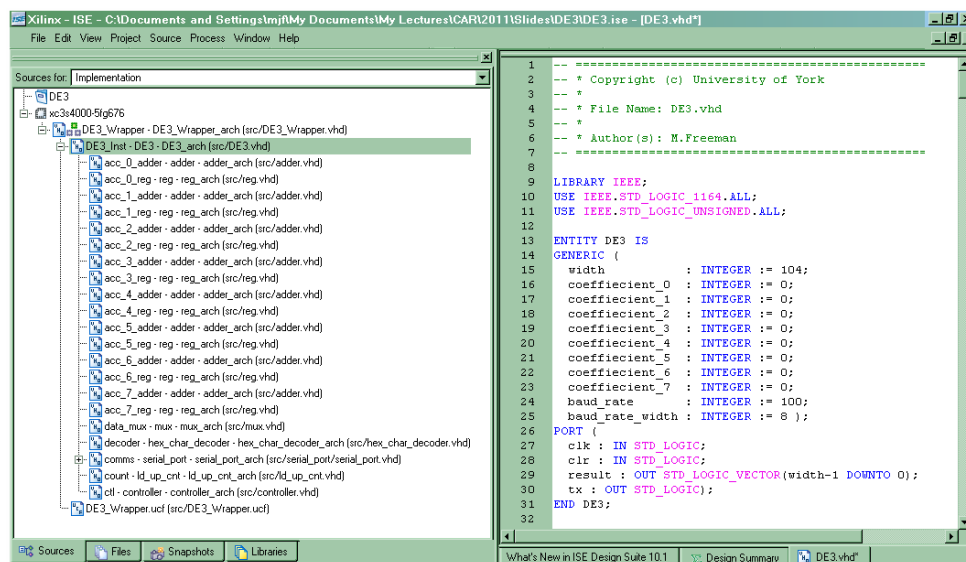 Xilinx - ISE - C:\Documents and Settings\mjf\My Documents\My Lectures\CAR\2011\Slides\DE3\DE3.ise - [DE3.vhd*]
File Edit View Project Source Process Window Help
Sources for: Implementation
DE3
xc3s4000-5fg676
DE3_Wrapper - DE3_Wrapper_arch (src/DE3_Wrapper.vhd)
DE3_Inst - DE3 - DE3_arch (src/DE3.vhd)
acc_0_adder - adder - adder_arch (src/adder.vhd)
acc_0_reg - reg - reg_arch (src/reg.vhd)
acc_1_adder - adder - adder_arch (src/adder.vhd)
acc_1_reg - reg - reg_arch (src/reg.vhd)
acc_2_adder - adder - adder_arch (src/adder.vhd)
acc_2_reg - reg - reg_arch (src/reg.vhd)
acc_3_adder - adder - adder_arch (src/adder.vhd)
acc_3_reg - reg - reg_arch (src/reg.vhd)
acc_4_adder - adder - adder_arch (src/adder.vhd)
acc_4_reg - reg - reg_arch (src/reg.vhd)
acc_5_adder - adder - adder_arch (src/adder.vhd)
acc_5_reg - reg - reg_arch (src/reg.vhd)
acc_6_adder - adder - adder_arch (src/adder.vhd)
acc_6_reg - reg - reg_arch (src/reg.vhd)
acc_7_adder - adder - adder_arch (src/adder.vhd)
acc_7_reg - reg - reg_arch (src/reg.vhd)
data_mux - mux - mux_arch (src/mux.vhd)
decoder - hex_char_decoder - hex_char_decoder_arch (src/hex_char_decoder.vhd)
comms - serial_port - serial_port_arch (src/serial_port/serial_port.vhd)
count - ld_up_cnt - ld_up_cnt_arch (src/ld_up_cnt.vhd)
ctl - controller - controller_arch (src/controller.vhd)
DE3_Wrapper.ucf (src/DE3_Wrapper.ucf)
Sources Files Snapshots Libraries
1 -- ================================================
2 -- * Copyright (c) University of York
3 -- *
4 -- * File Name: DE3.vhd
5 -- *
6 -- * Author(s): M.Freeman
7 -- ================================================
8
9 LIBRARY IEEE;
10 USE IEEE.STD_LOGIC_1164.ALL;
11 USE IEEE.STD_LOGIC_UNSIGNED.ALL;
12
13 ENTITY DE3 IS
14 GENERIC (
15 width : INTEGER := 104;
16 coeffiecient_0 : INTEGER := 0;
17 coeffiecient_1 : INTEGER := 0;
18 coeffiecient_2 : INTEGER := 0;
19 coeffiecient_3 : INTEGER := 0;
20 coeffiecient_4 : INTEGER := 0;
21 coeffiecient_5 : INTEGER := 0;
22 coeffiecient_6 : INTEGER := 0;
23 coeffiecient_7 : INTEGER := 0;
24 baud_rate : INTEGER := 100;
25 baud_rate_width : INTEGER := 8 );
26 PORT (
27 clk : IN STD_LOGIC;
28 clr : IN STD_LOGIC;
29 result : OUT STD_LOGIC_VECTOR(width-1 DOWNTO 0);
30 tx : OUT STD_LOGIC);
31 END DE3;
32
What's New in ISE Design Suite 10.1 Design Summary DE3.vhd*